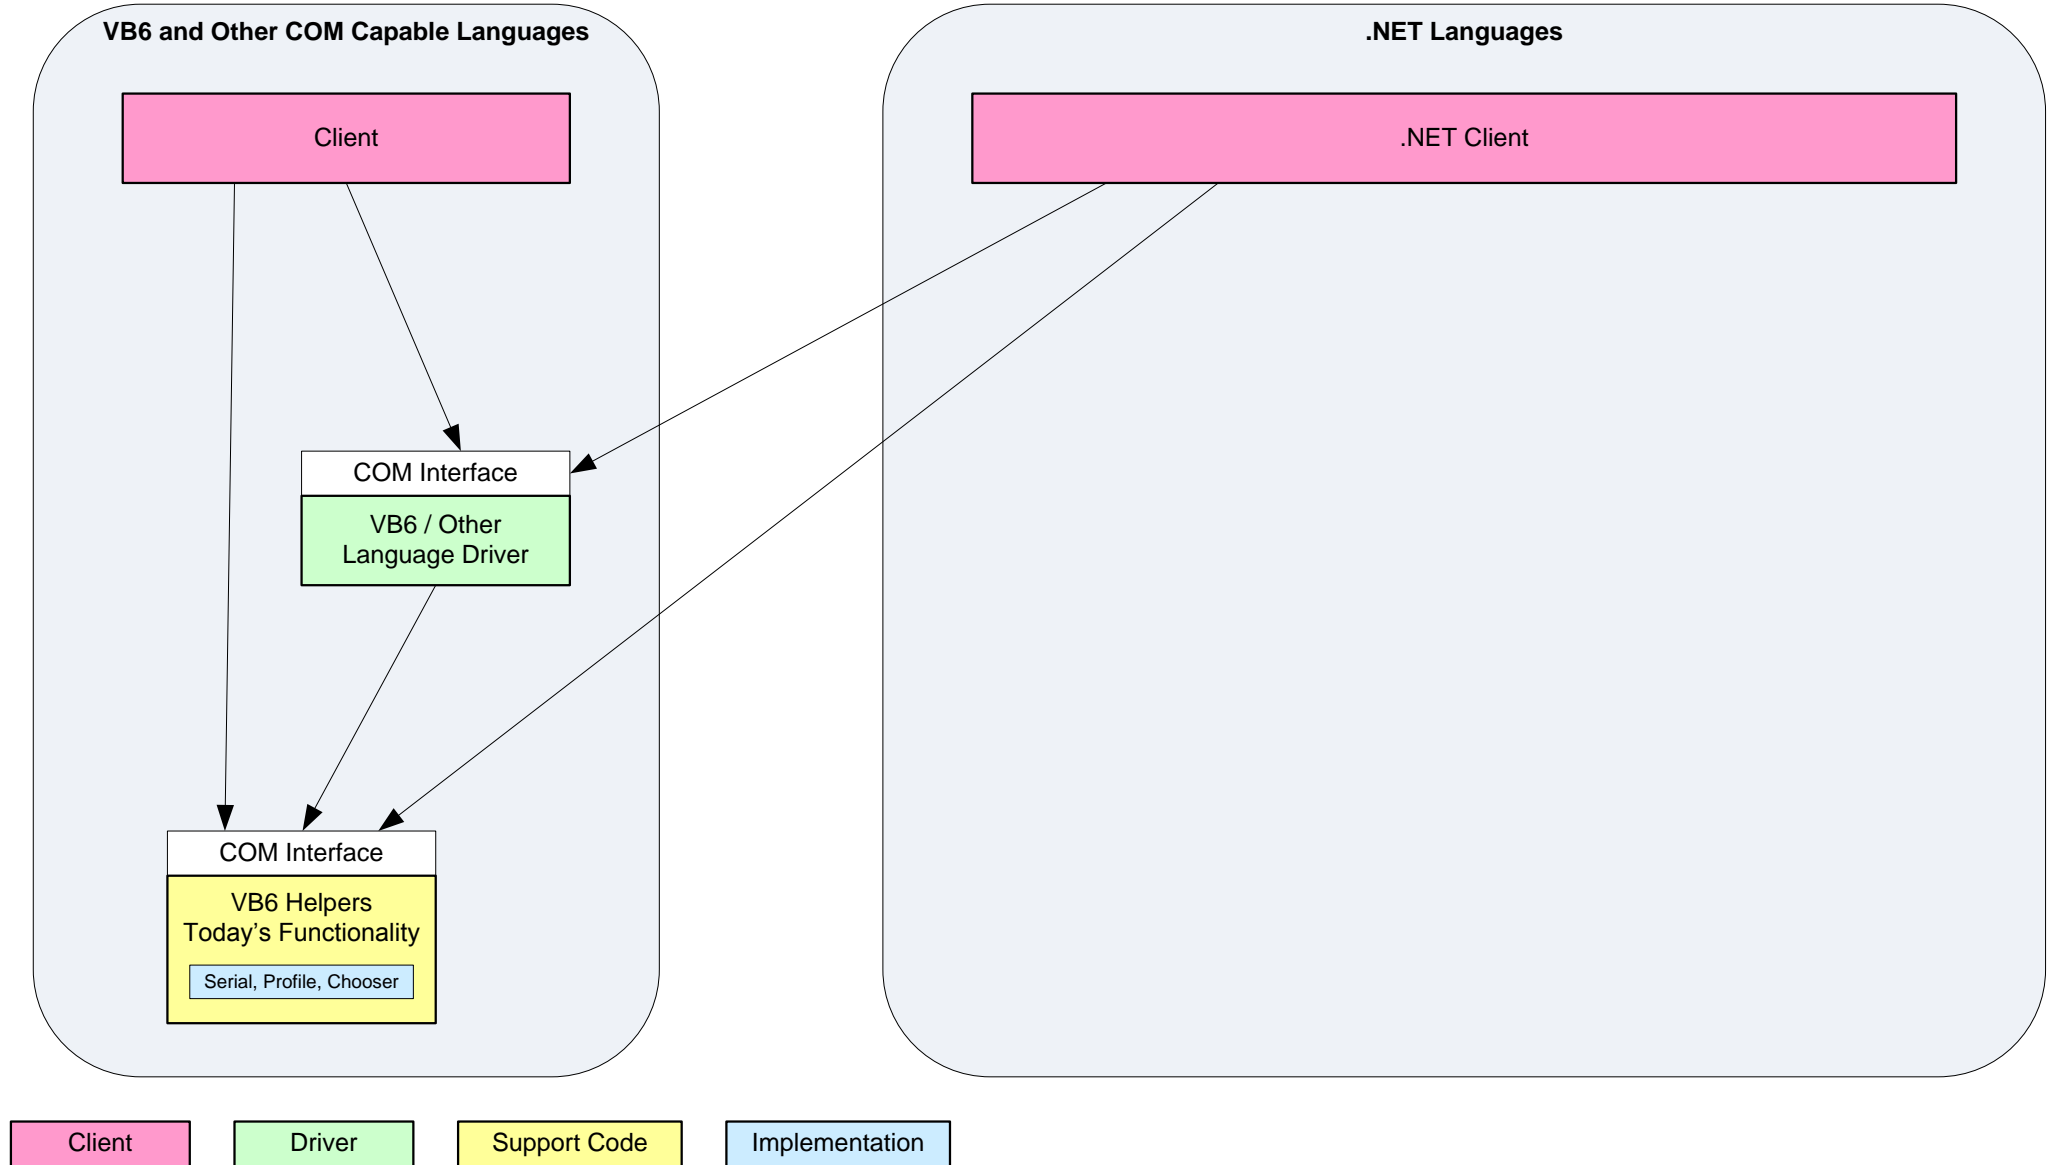 VB6 and Other COM Capable Languages
.NET Languages
Client
.NET Client
COM Interface
VB6 / Other
Language Driver
COM Interface
VB6 Helpers
Today’s Functionality
Serial, Profile, Chooser
Client
Driver
Support Code
Implementation